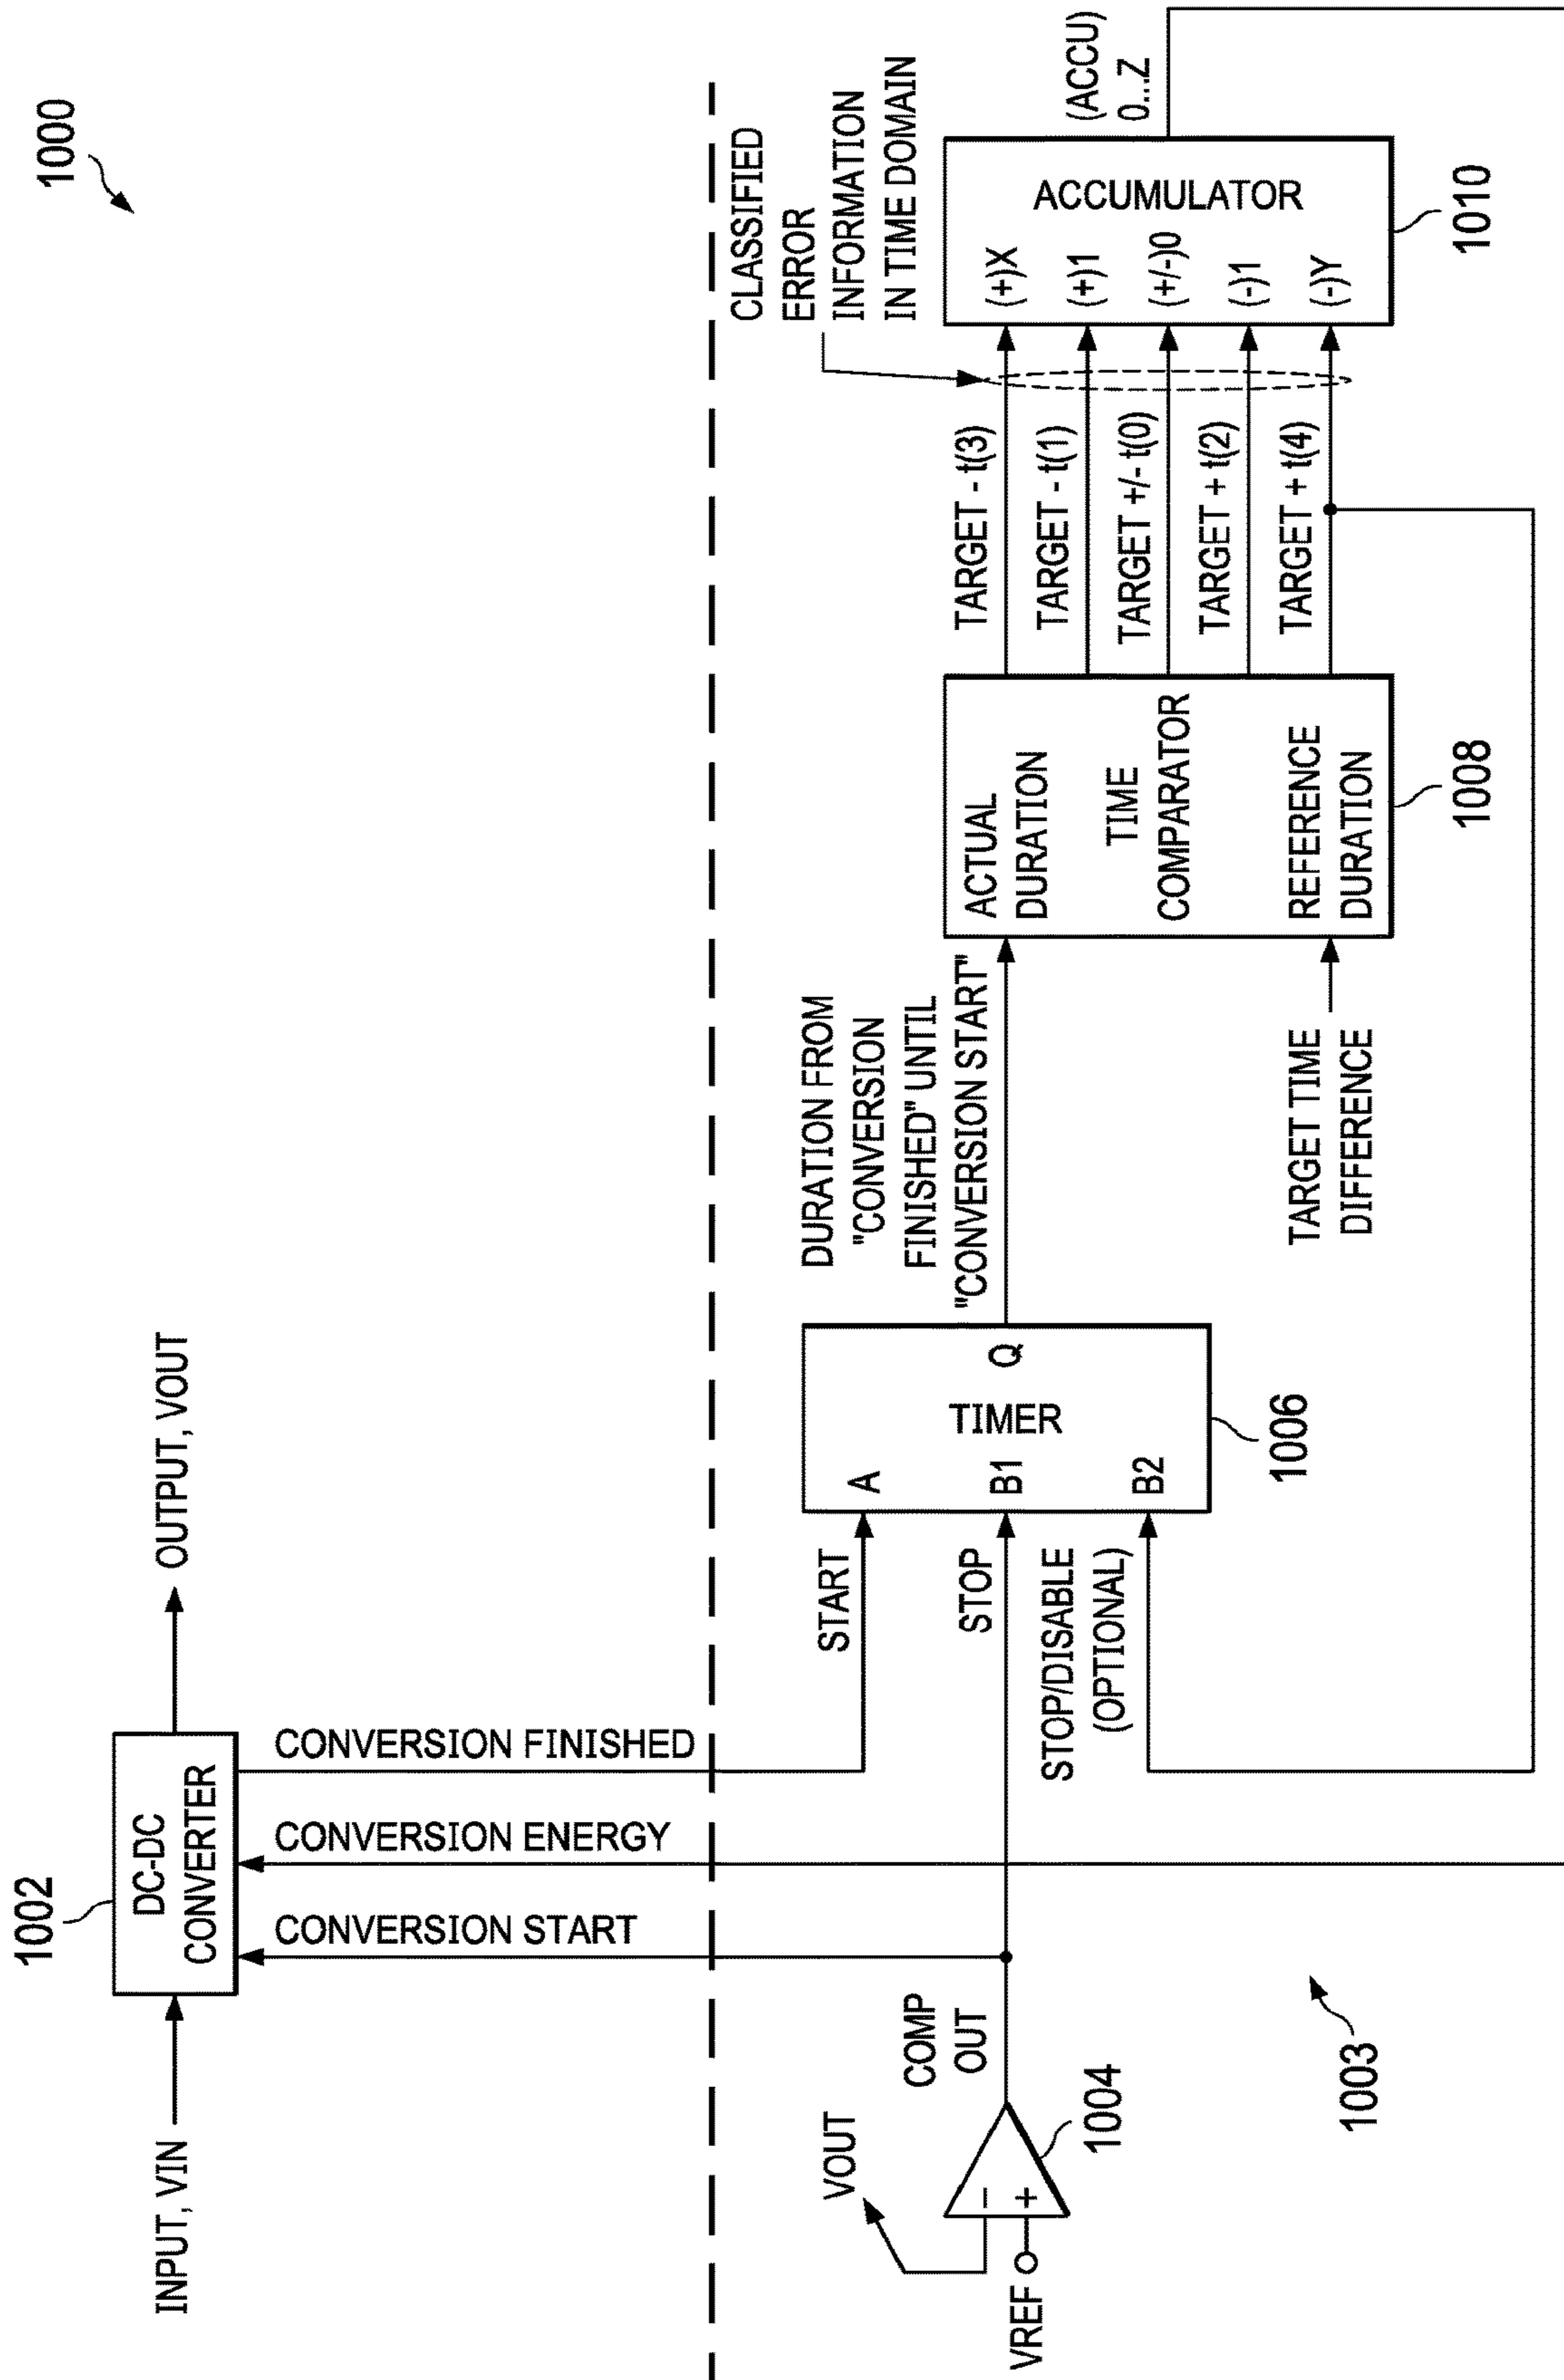 1000
1002
INPUT, VIN
DC-DC
CONVERTER
OUTPUT, VOUT
CONVERSION START
CONVERSION ENERGY
CONVERSION FINISHED
VOUT
VREF
-
+
1004
COMP
OUT
1003
START
STOP
STOP/DISABLE
(OPTIONAL)
A
B1
B2
TIMER
Q
1006
DURATION FROM
"CONVERSION
FINISHED" UNTIL
"CONVERSION START"
TARGET TIME
DIFFERENCE
ACTUAL
DURATION
TIME
COMPARATOR
REFERENCE
DURATION
1008
TARGET - t(3)
TARGET - t(1)
TARGET +/- t(0)
TARGET + t(2)
TARGET + t(4)
CLASSIFIED
ERROR
INFORMATION
IN TIME DOMAIN
(+)X
(+)1
(+/-)0
(-)1
(-)Y
ACCUMULATOR
1010
(ACCU)
0...Z